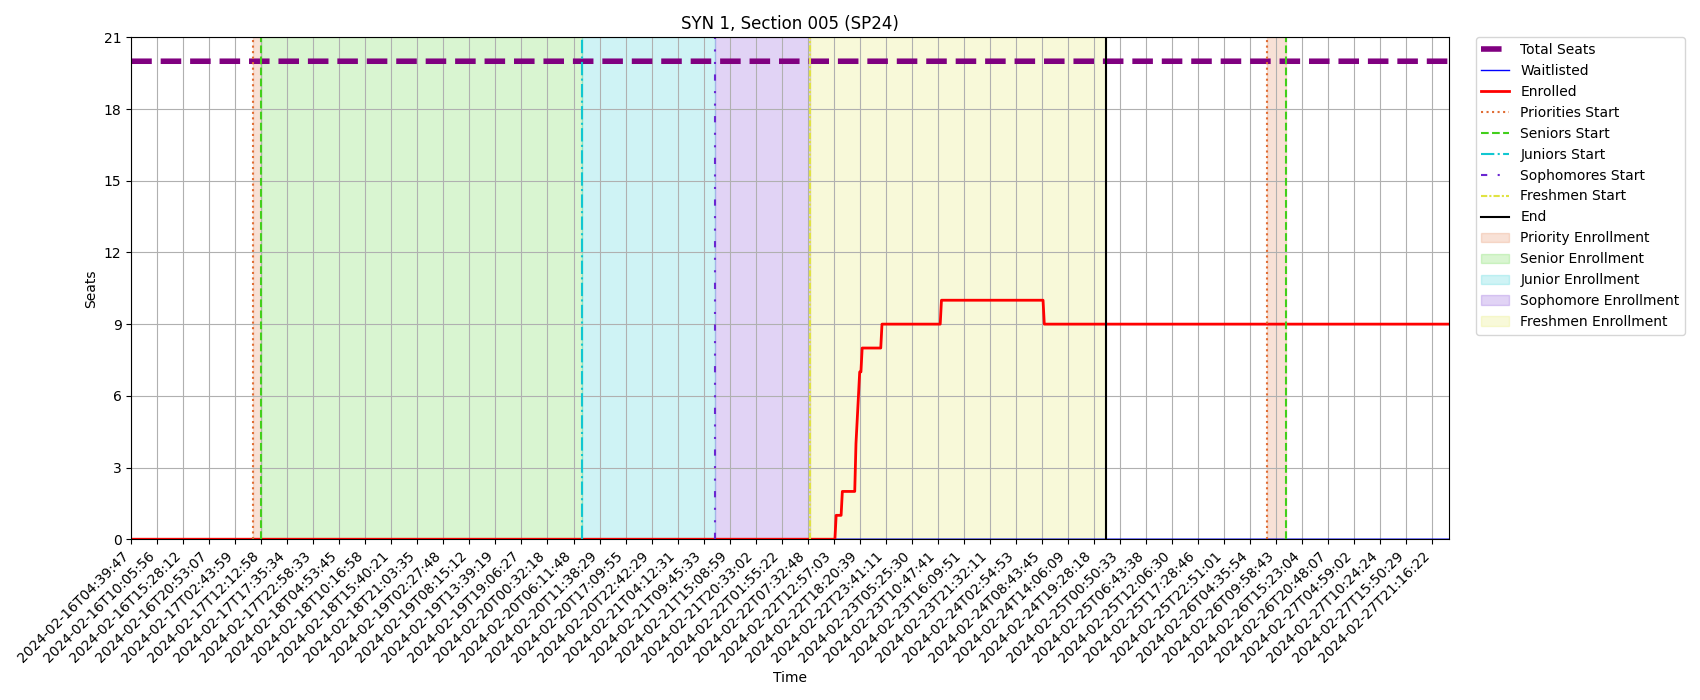 SYN 1, Section 005 (SP24)
Seats
21
18
15
12
9
6
3
0
2024-02-16T04:39:47
2024-02-16T10:05:56
2024-02-16T15:28:12
2024-02-16T20:53:07
2024-02-17T02:43:59
2024-02-17T12:12:58
2024-02-17T17:35:34
2024-02-17T22:58:33
2024-02-18T04:53:45
2024-02-18T10:16:58
2024-02-18T15:40:21
2024-02-18T21:03:35
2024-02-19T02:27:48
2024-02-19T08:15:12
2024-02-19T13:39:19
2024-02-19T19:06:27
2024-02-20T00:32:18
2024-02-20T06:11:48
2024-02-20T11:38:29
2024-02-20T17:09:55
2024-02-20T22:42:29
2024-02-21T04:12:31
2024-02-21T09:45:33
2024-02-21T15:08:59
2024-02-21T20:33:02
2024-02-22T01:55:22
2024-02-22T07:32:48
2024-02-22T12:57:03
2024-02-22T18:20:39
2024-02-22T23:41:11
2024-02-23T05:25:30
2024-02-23T10:47:41
2024-02-23T16:09:51
2024-02-23T21:32:11
2024-02-24T02:54:53
2024-02-24T08:43:45
2024-02-24T14:06:09
2024-02-24T19:28:18
2024-02-25T00:50:33
2024-02-25T06:43:38
2024-02-25T12:06:30
2024-02-25T17:28:46
2024-02-25T22:51:01
2024-02-26T04:35:54
2024-02-26T09:58:43
2024-02-26T15:23:04
2024-02-26T20:48:07
2024-02-27T04:59:02
2024-02-27T10:24:24
2024-02-27T15:50:29
2024-02-27T21:16:22
Time
Total Seats
Waitlisted
Enrolled
Priorities Start
Seniors Start
Juniors Start
Sophomores Start
Freshmen Start
End
Priority Enrollment
Senior Enrollment
Junior Enrollment
Sophomore Enrollment
Freshmen Enrollment